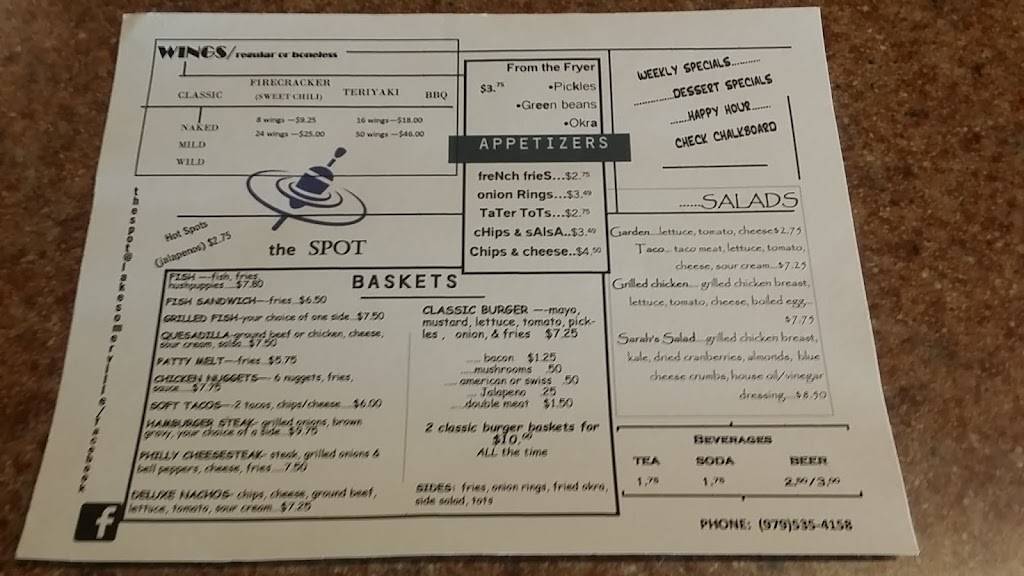 WINGS/regular or boneless
CLASSIC
FIRECRACKER
(SWEET CHILI)
TERIYAKI
BBQ
NAKED
MILD
WILD
8 wings —$9.25
16 wings—$18.00
24 wings —$25.00
50 wings —$46.00
the SPOT
Hot Spots
(jalapenos) $2.75
thespot@lakesomerville/facebook
f
From the Fryer
$3.75
•Pickles
•Green beans
•Okra
APPETIZERS
freNch frieS...$2.75
onion Rings...$3.49
TaTer ToTs...$2.75
cHips & sAlsA..$3.49
Chips & cheese..$4.50
WEEKLY SPECIALS...........
..............DESSERT SPECIALS
.......HAPPY HOUR.......
CHECK CHALKBOARD
......SALADS
Garden....lettuce, tomato, cheese$2.75
Taco... taco meat, lettuce, tomato,
cheese, sour cream....$7.25
Grilled chicken.... grilled chicken breast,
lettuce, tomato, cheese, boiled egg,...
$7.75
Sarah's Salad....grilled chicken breast,
kale, dried cranberries, almonds, blue
cheese crumbs, house oil/vinegar
dressing....$8.50
BASKETS
FISH —fish, fries,
hushpuppies....$7.80
FISH SANDWICH—fries..$6.50
GRILLED FISH-your choice of one side..$7.50
QUESADILLA-ground beef or chicken, cheese,
sour cream, salsa..$7.50
PATTY MELT—fries..$5.75
CHICKEN NUGGETS— 6 nuggets, fries,
sauce....$7.75
SOFT TACOS—2 tacos, chips/cheese....$6.00
HAMBURGER STEAK- grilled onions, brown
gravy, your choice of a side...$9.75
PHILLY CHEESESTEAK- steak, grilled onions &
bell peppers, cheese, fries.....7.50
DELUXE NACHOS- chips, cheese, ground beef,
lettuce, tomato, sour cream....$7.25
CLASSIC BURGER —-mayo,
mustard, lettuce, tomato, pick-
les , onion, & fries $7.25
..... bacon $1.25
.....mushrooms .50
.... american or swiss .50
.... Jalapeno .25
....double meat $1.50
2 classic burger baskets for
$10.00
ALL the time
SIDES: fries, onion rings, fried okra,
side salad, tots
BEVERAGES
TEA SODA BEER
1.75 1.75 2.50/3.00
PHONE: (979)535-4158